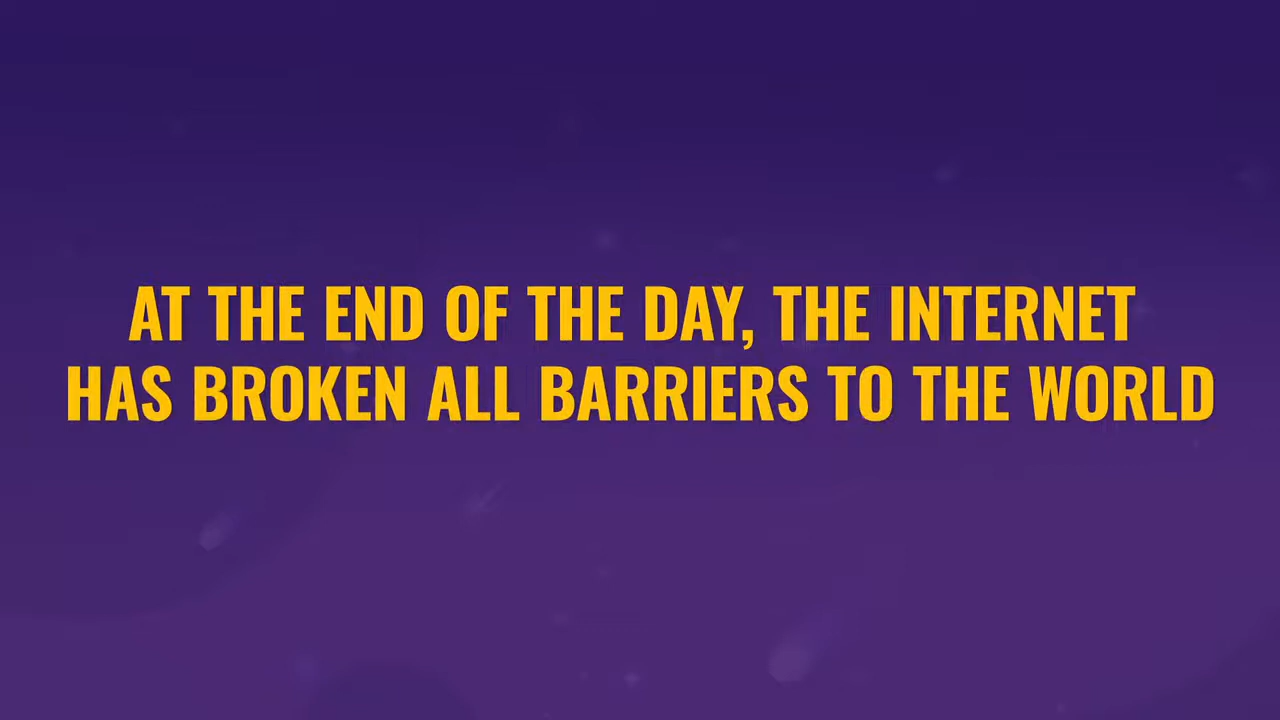 AT THE END OF THE DAY, THE INTERNET
HAS BROKEN ALL BARRIERS TO THE WORLD